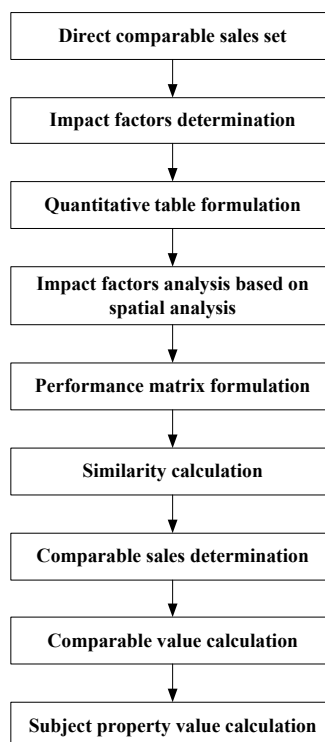 Direct comparable sales set
Impact factors determination
Quantitative table formulation
Impact factors analysis based on
spatial analysis
Performance matrix formulation
Similarity calculation
Comparable sales determination
Comparable value calculation
Subject property value calculation